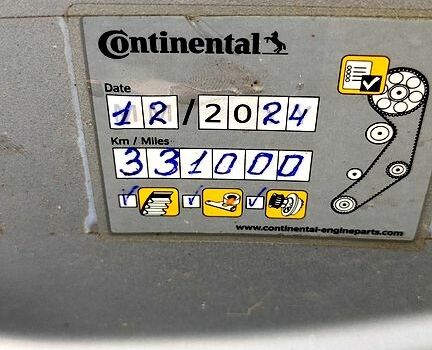 Continental
Date
12/2024
Km / Miles
331000
www.continental-engineparts.com